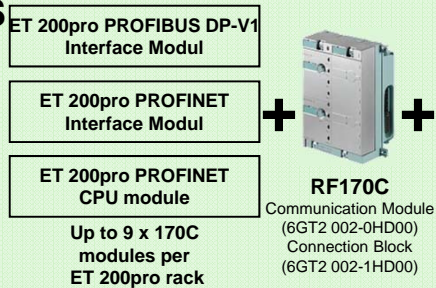 S
ET 200pro PROFIBUS DP-V1
Interface Modul
ET 200pro PROFINET
Interface Modul
ET 200pro PROFINET
CPU module
Up to 9 x 170C
modules per
ET 200pro rack
+
+
RF170C
Communication Module
(6GT2 002-0HD00)
Connection Block
(6GT2 002-1HD00)